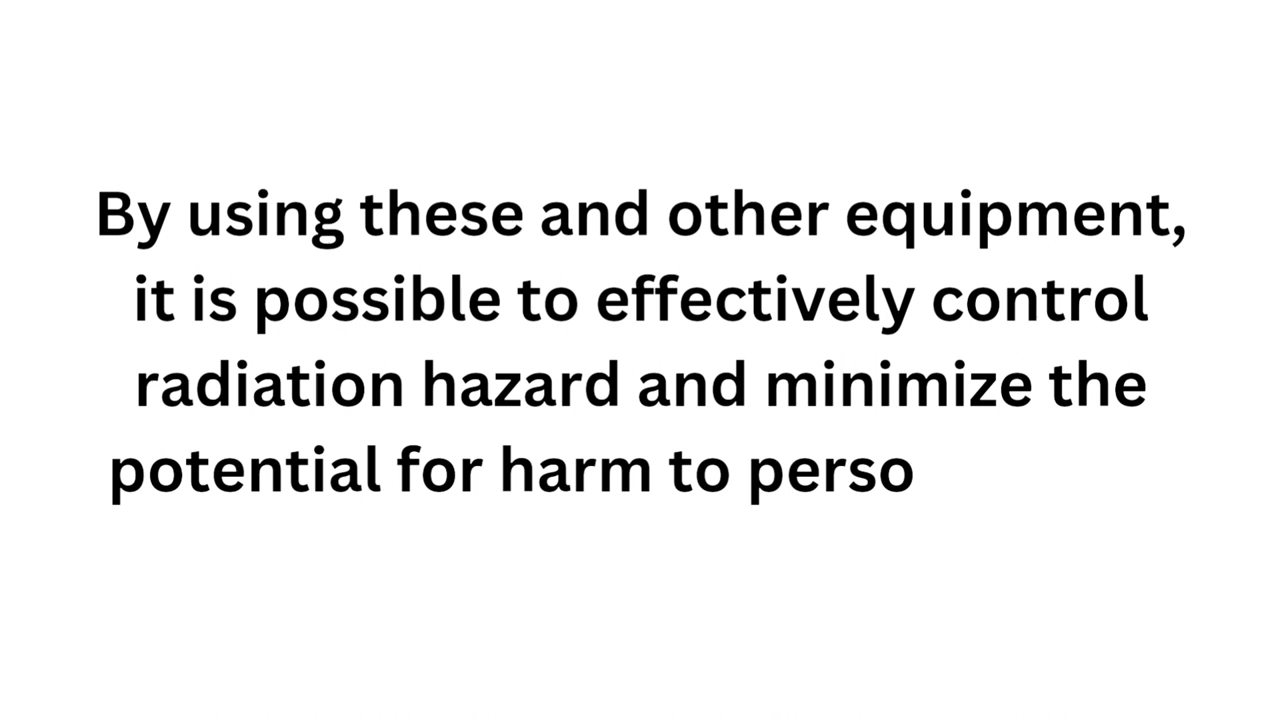 By using these and other equipment,
it is possible to effectively control
radiation hazard and minimize the
potential for harm to perso